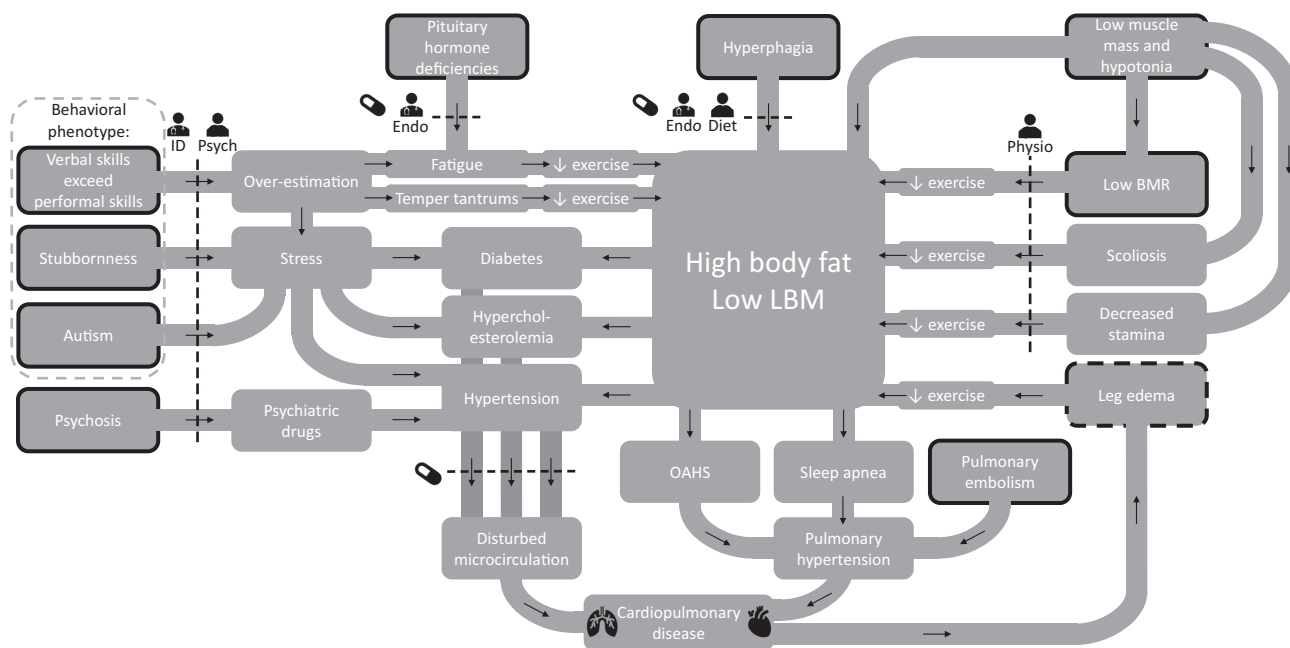 Pituitary
hormone
deficiencies
Hyperphagia
Low muscle
mass and
hypotonia
Behavioral
phenotype:
ID
Psych
Endo
Endo
Diet
Physio
Verbal skills
exceed
performal skills
Over-estimation
Fatigue
↓ exercise
Temper tantrums
↓ exercise
↓ exercise
Low BMR
Stubbornness
Stress
Diabetes
High body fat
Low LBM
↓ exercise
Scoliosis
Autism
Hyperchol-
esterolemia
↓ exercise
Decreased
stamina
Psychosis
Psychiatric
drugs
Hypertension
↓ exercise
Leg edema
OAHS
Sleep apnea
Pulmonary
embolism
Disturbed
microcirculation
Pulmonary
hypertension
Cardiopulmonary
disease